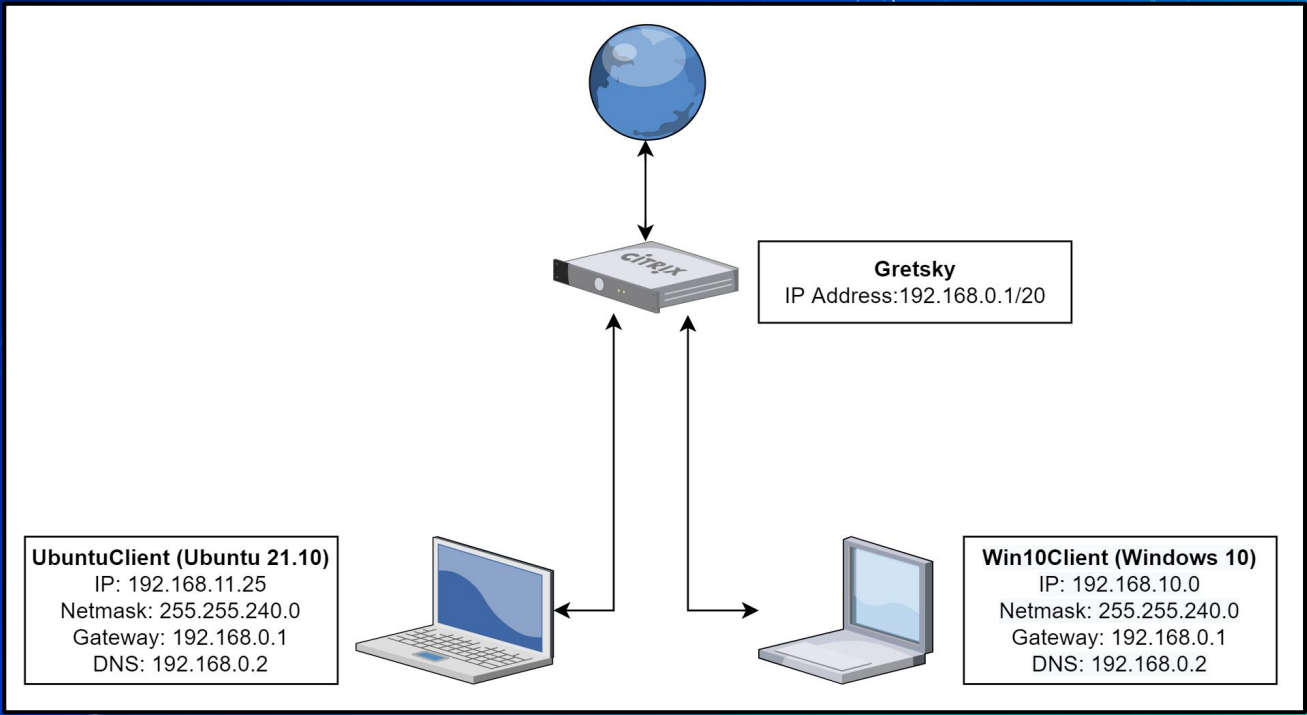 CİTRIX
Gretsky
IP Address:192.168.0.1/20
UbuntuClient (Ubuntu 21.10)
IP: 192.168.11.25
Netmask: 255.255.240.0
Gateway: 192.168.0.1
DNS: 192.168.0.2
Win10Client (Windows 10)
IP: 192.168.10.0
Netmask: 255.255.240.0
Gateway: 192.168.0.1
DNS: 192.168.0.2